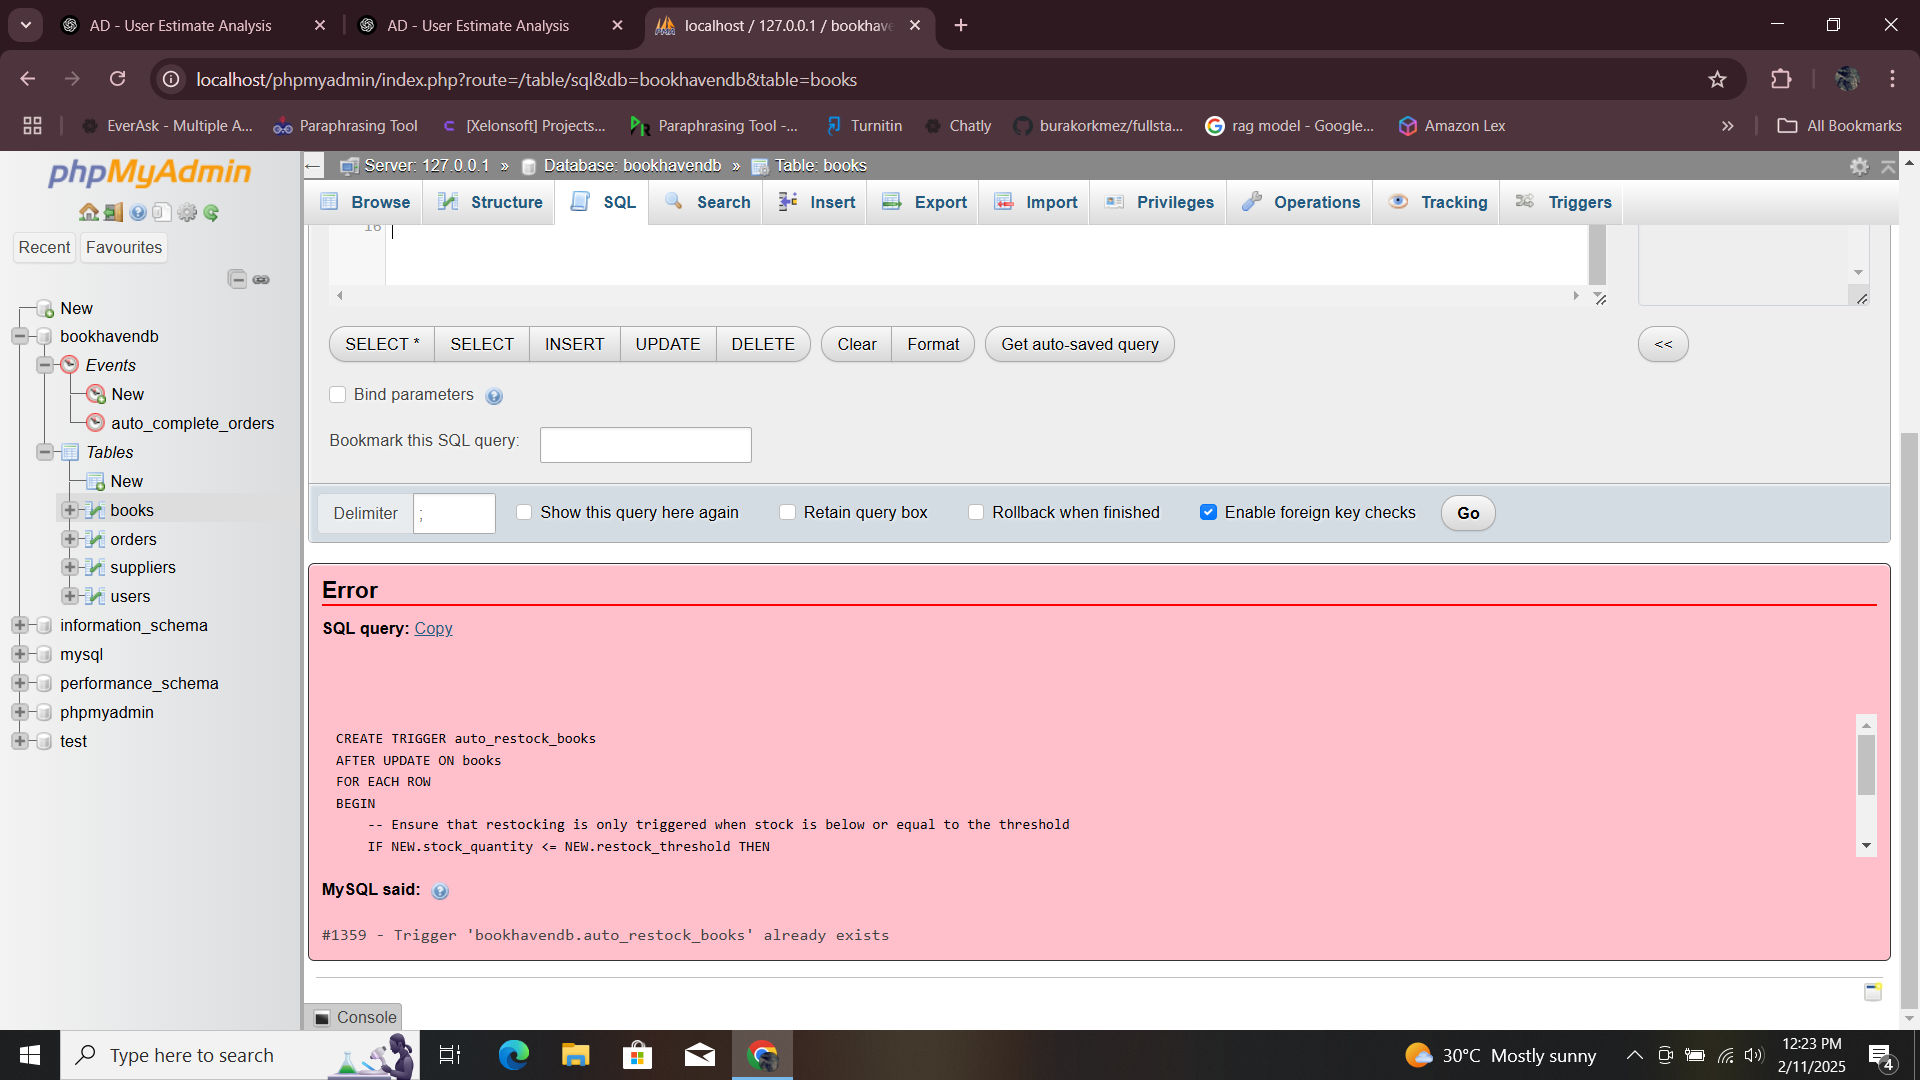 AD - User Estimate Analysis
AD - User Estimate Analysis
localhost / 127.0.0.1 / bookhave
localhost/phpmyadmin/index.php?route=/table/sql&db=bookhavendb&table=books
EverAsk - Multiple A...
Paraphrasing Tool
[Xelonsoft] Projects...
Paraphrasing Tool -...
Turnitin
Chatly
burakorkmez/fullsta...
rag model - Google...
Amazon Lex
»
All Bookmarks
phpMyAdmin
Recent
Favourites
New
bookhavendb
Events
New
auto_complete_orders
Tables
New
books
orders
suppliers
users
information_schema
mysql
performance_schema
phpmyadmin
test
Server: 127.0.0.1 » Database: bookhavendb » Table: books
Browse
Structure
SQL
Search
Insert
Export
Import
Privileges
Operations
Tracking
Triggers
16
SELECT *
SELECT
INSERT
UPDATE
DELETE
Clear
Format
Get auto-saved query
<<
Bind parameters
Bookmark this SQL query:
Delimiter
;
Show this query here again
Retain query box
Rollback when finished
Enable foreign key checks
Go
Error
SQL query: Copy
CREATE TRIGGER auto_restock_books
AFTER UPDATE ON books
FOR EACH ROW
BEGIN
-- Ensure that restocking is only triggered when stock is below or equal to the threshold
IF NEW.stock_quantity <= NEW.restock_threshold THEN
MySQL said:
#1359 - Trigger 'bookhavendb.auto_restock_books' already exists
Console
Type here to search
30°C Mostly sunny
12:23 PM
2/11/2025
4